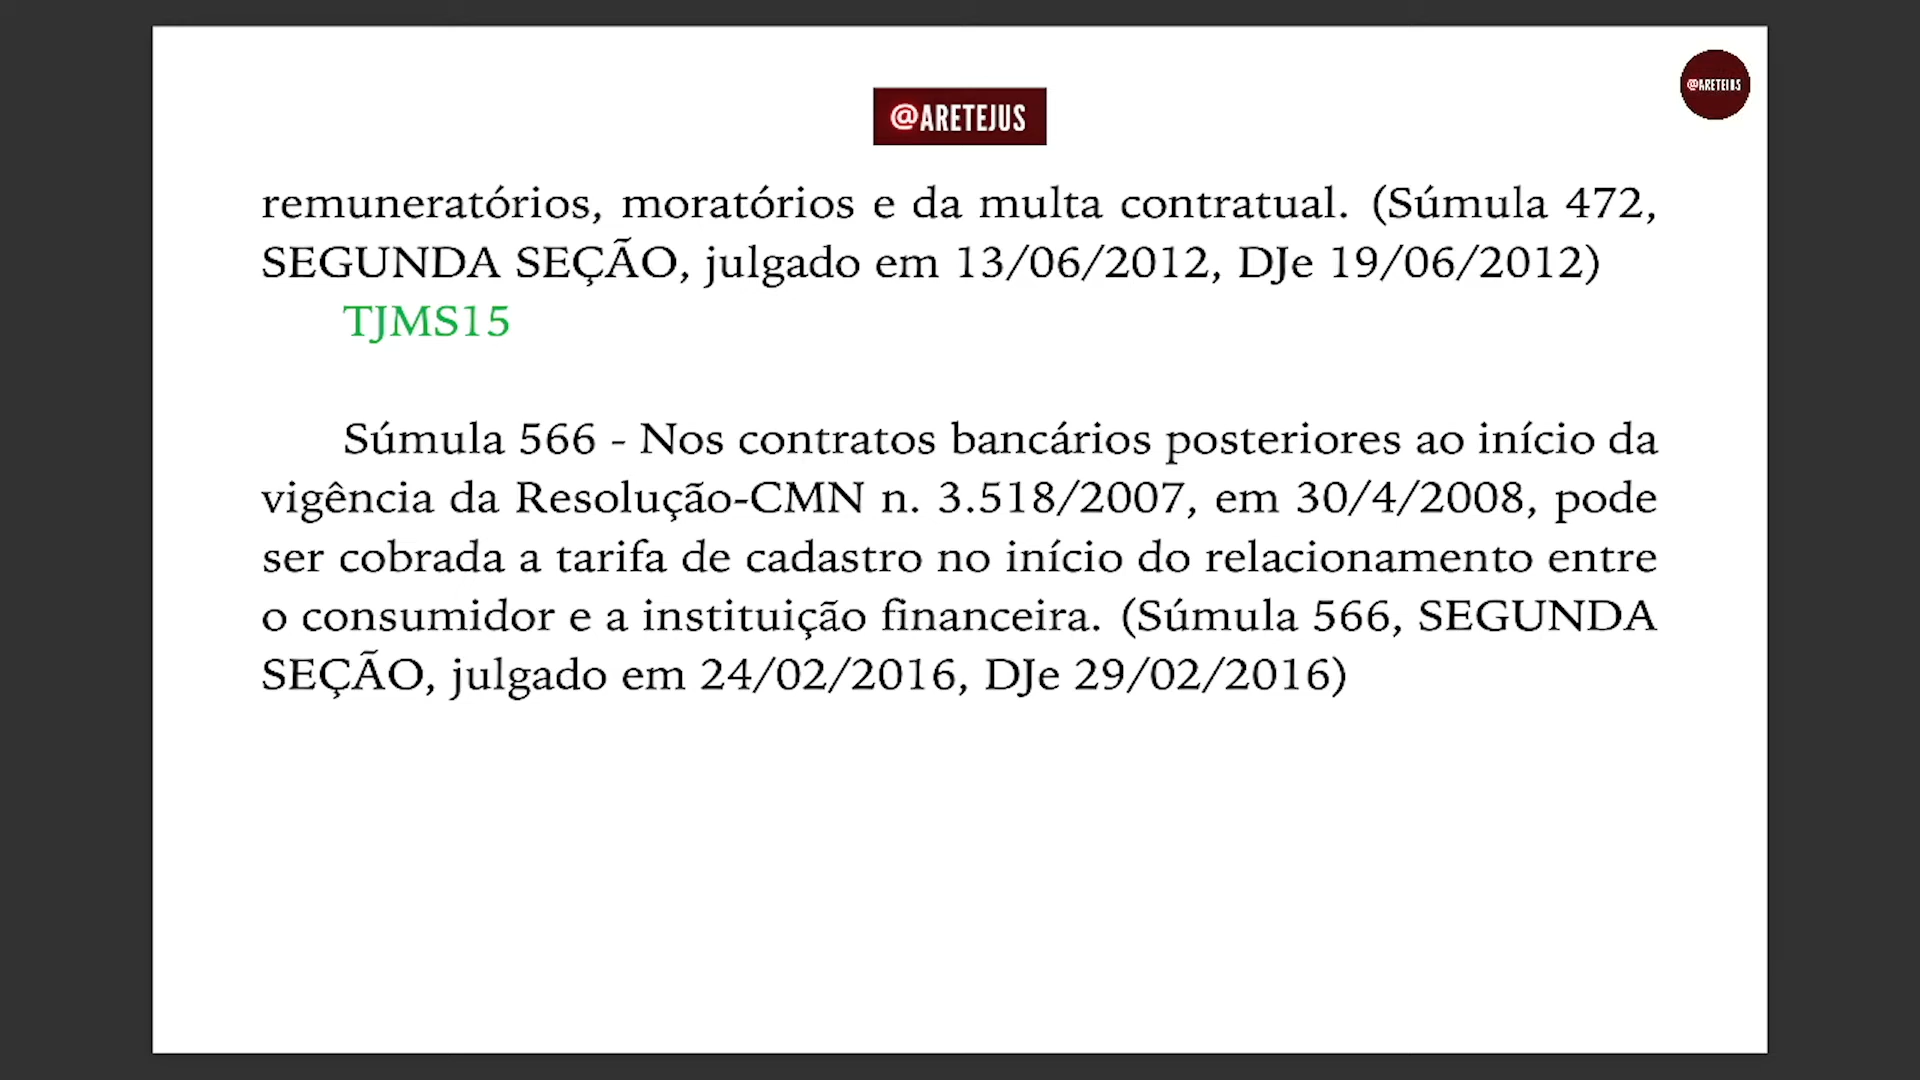 @ARETEJUS
@ARETEJUS
remuneratórios, moratórios e da multa contratual. (Súmula 472,
SEGUNDA SEÇÃO, julgado em 13/06/2012, DJe 19/06/2012)
TJMS15
Súmula 566 - Nos contratos bancários posteriores ao início da
vigência da Resolução-CMN n. 3.518/2007, em 30/4/2008, pode
ser cobrada a tarifa de cadastro no início do relacionamento entre
o consumidor e a instituição financeira. (Súmula 566, SEGUNDA
SEÇÃO, julgado em 24/02/2016, DJe 29/02/2016)